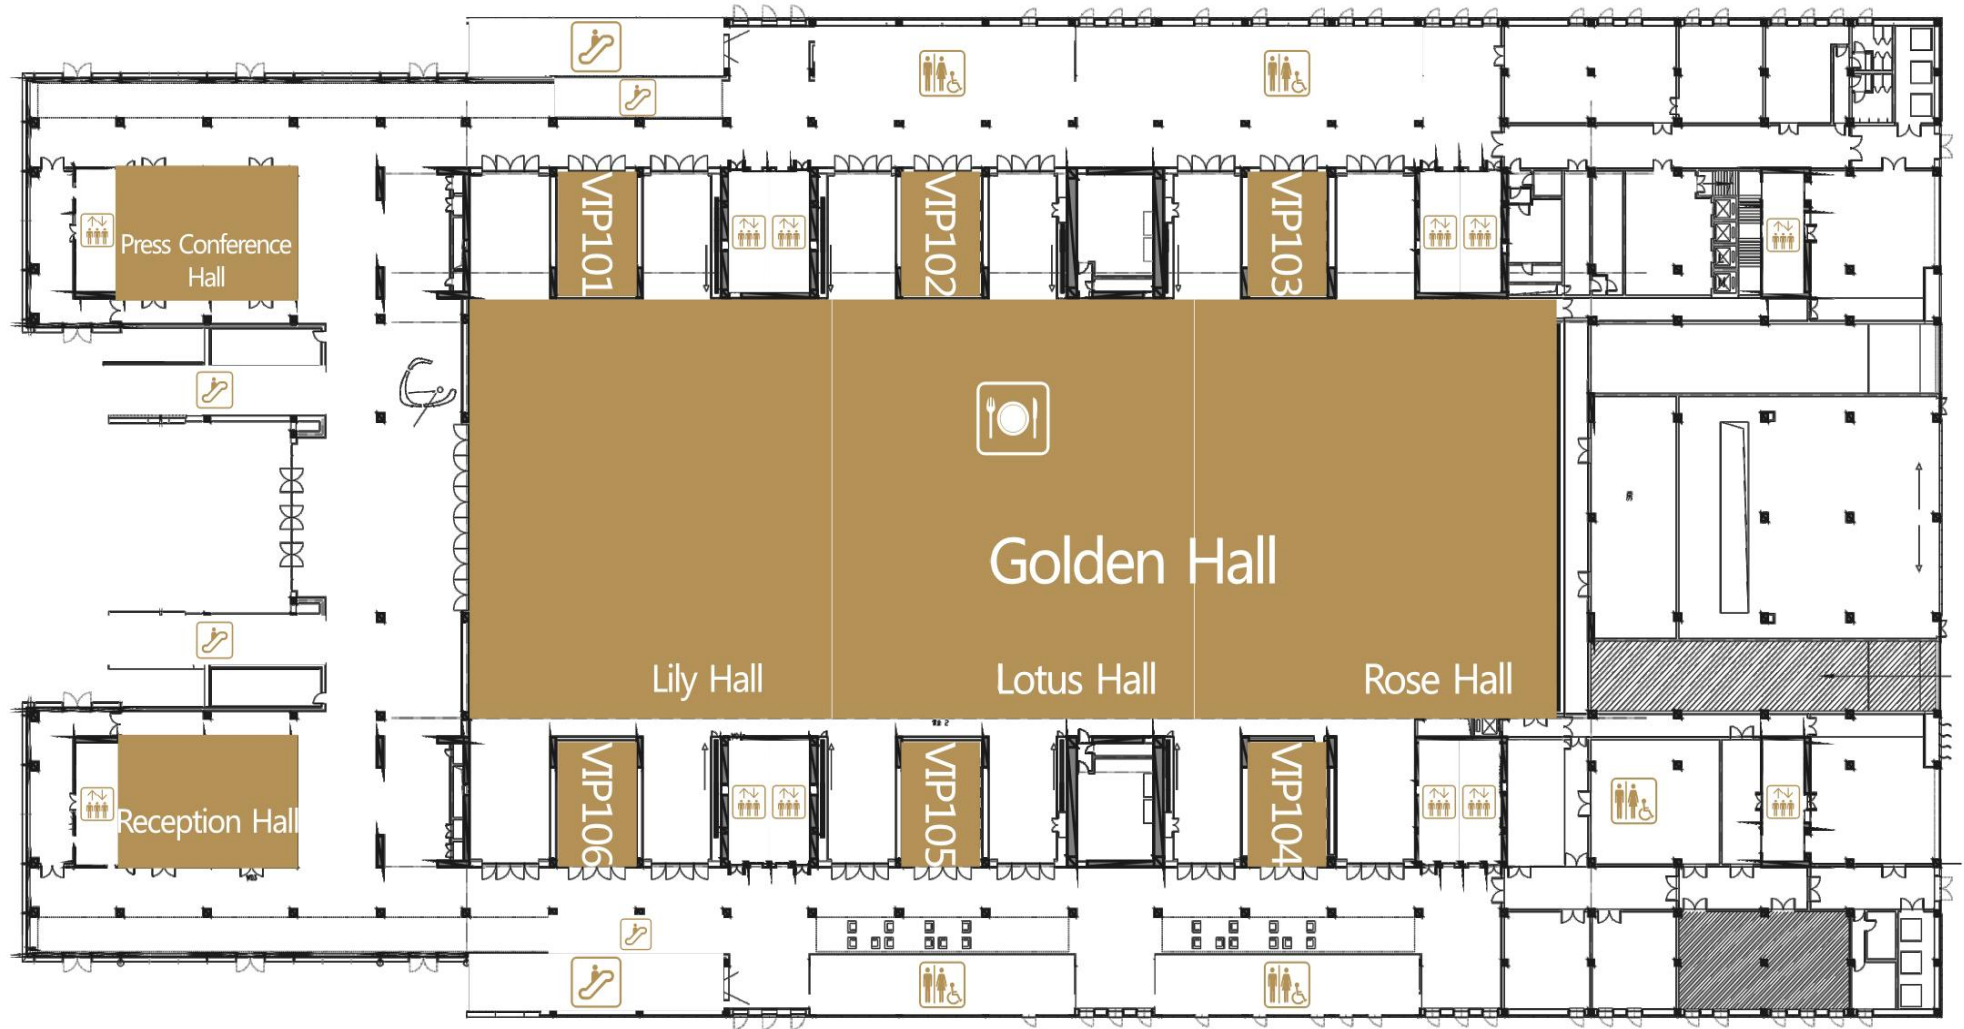 VIP101
VIP102
VIP103
Press Conference
Hall
Golden Hall
Lily Hall
Lotus Hall
Rose Hall
Reception Hall
VIP106
VIP105
VIP104